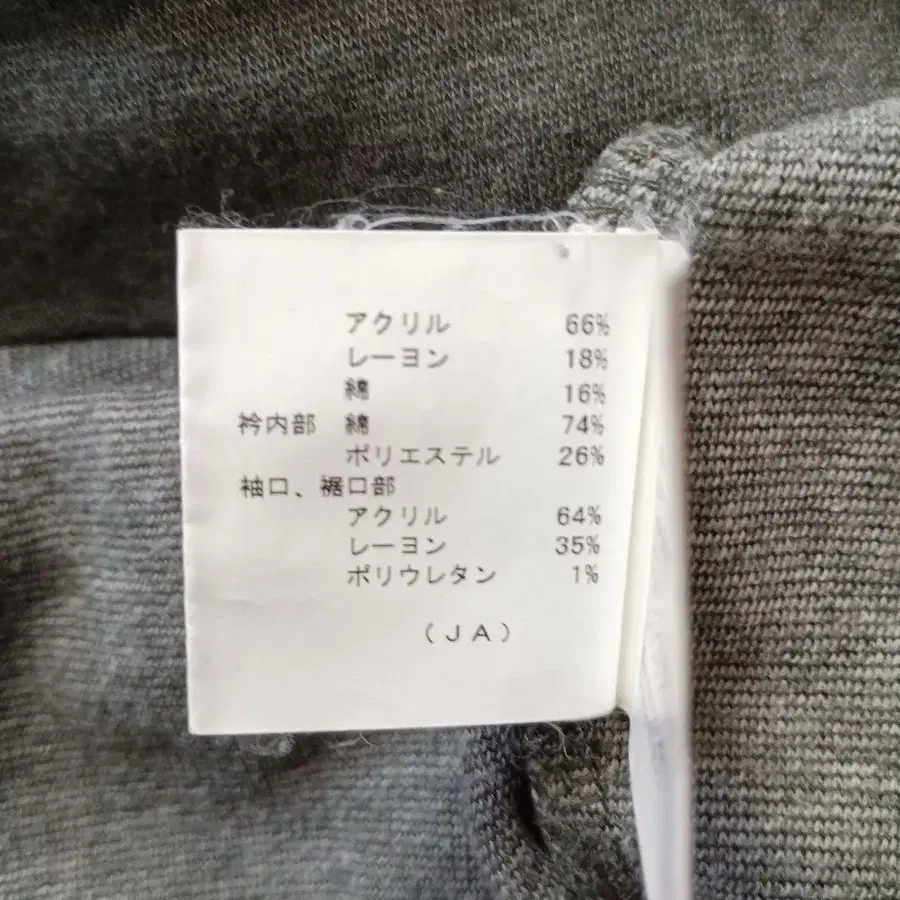 アクリル 66%
レーヨン 18%
綿 16%
衿内部 綿 74%
ポリエステル 26%
袖口、裾口部
アクリル 64%
レーヨン 35%
ポリウレタン 1%
(JA)